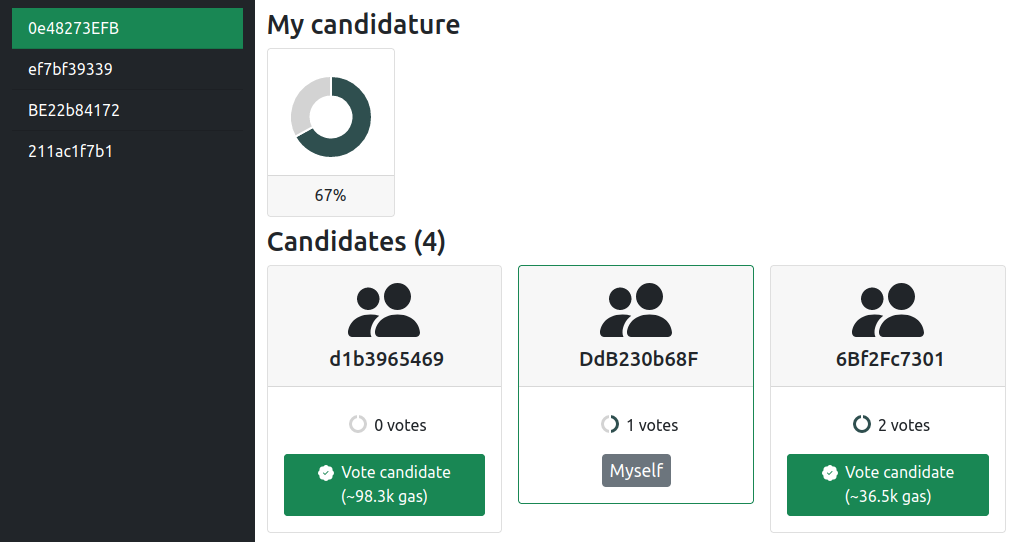 0e48273EFB
ef7bf39339
BE22b84172
211ac1f7b1
My candidature
67%
Candidates (4)
d1b3965469
0 votes
Vote candidate
(~98.3k gas)
DdB230b68F
1 votes
Myself
6Bf2Fc7301
2 votes
Vote candidate
(~36.5k gas)